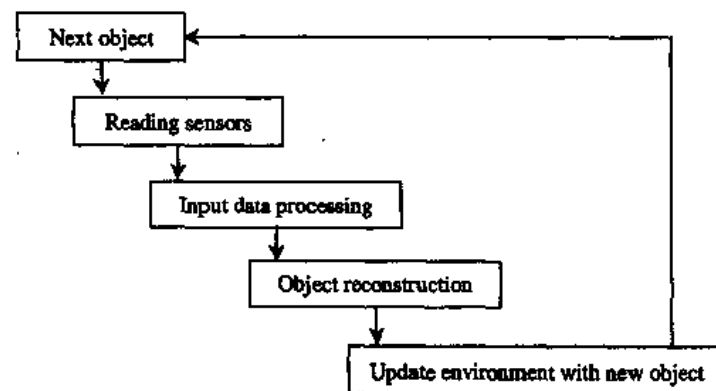 Next object
Reading sensors
Input data processing
Object reconstruction
Update environment with new object